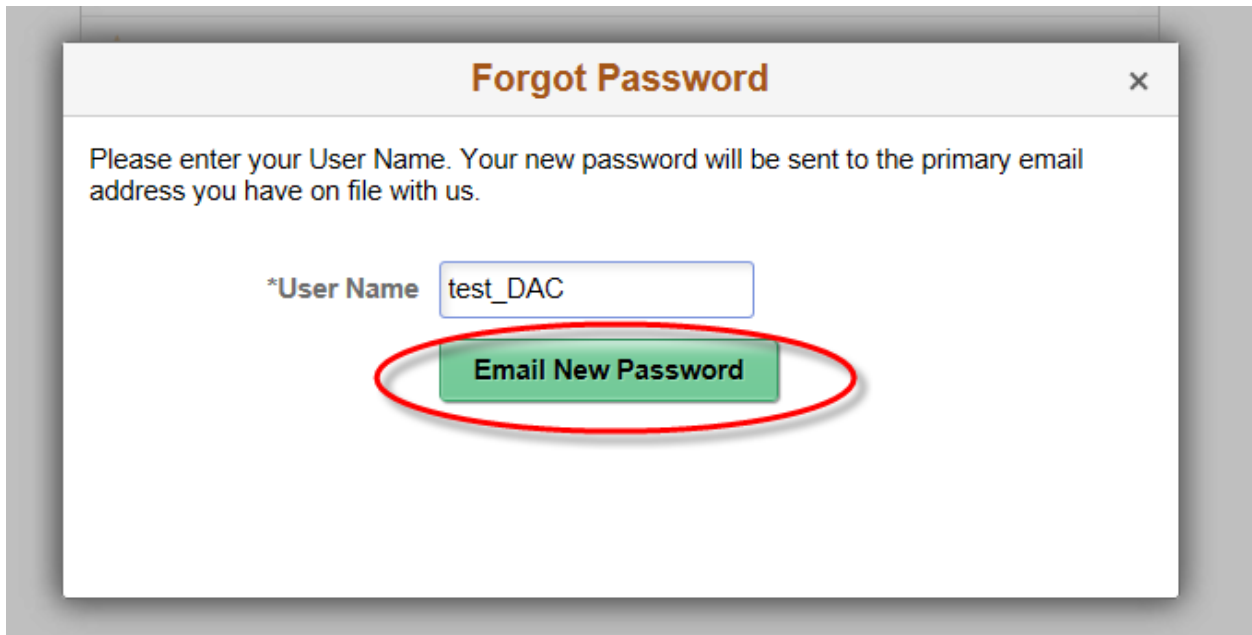 Forgot Password
×
Please enter your User Name. Your new password will be sent to the primary email
address you have on file with us.
*User Name test_DAC
Email New Password